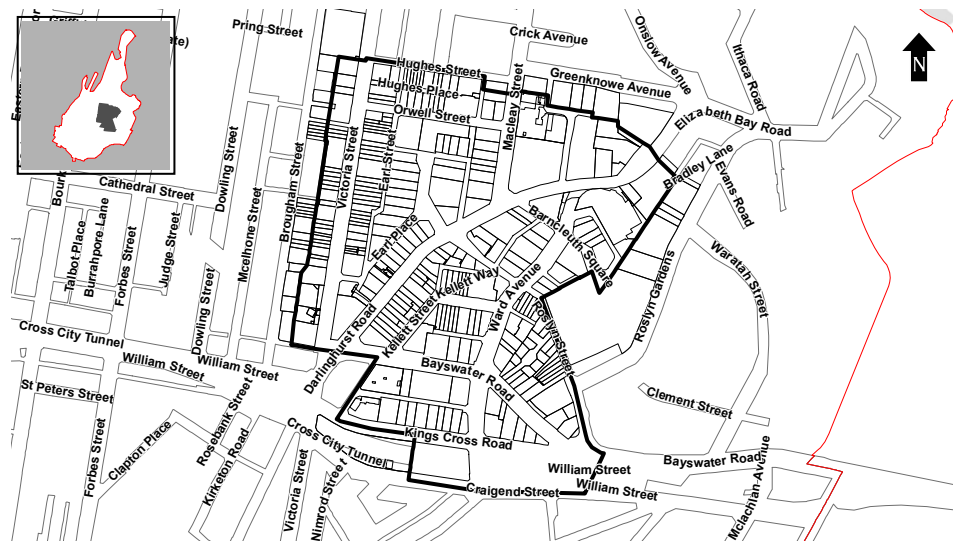 Pring Street
Crick Avenue
Onslow Avenue
Ithaca Road
Hughes Street
Greenknowe Avenue
Hughes Place
Macleay Street
N
Orwell Street
Elizabeth Bay Road
Dowling Street
Victoria Street
Earl Street
Bradley Lane
Evans Road
Cathedral Street
Brougham Street
Mcelhone Street
Talbot Place
Burrahpore Lane
Forbes Street
Judge Street
Earl Place
Barncleuth Square
Waratah Street
Kellett Way
Ward Avenue
Roslyn Gardens
Dowling Street
Kellett Street
Darlinghurst Road
Roslyn Street
Cross City Tunnel
William Street
William Street
Bayswater Road
St Peters Street
Clement Street
Rosebank Street
Forbes Street
Clapton Place
Kirketon Road
Cross City Tunnel
Kings Cross Road
Victoria Street
Nimrod Street
William Street
Bayswater Road
Craigend Street
William Street
Mclachlan Avenue